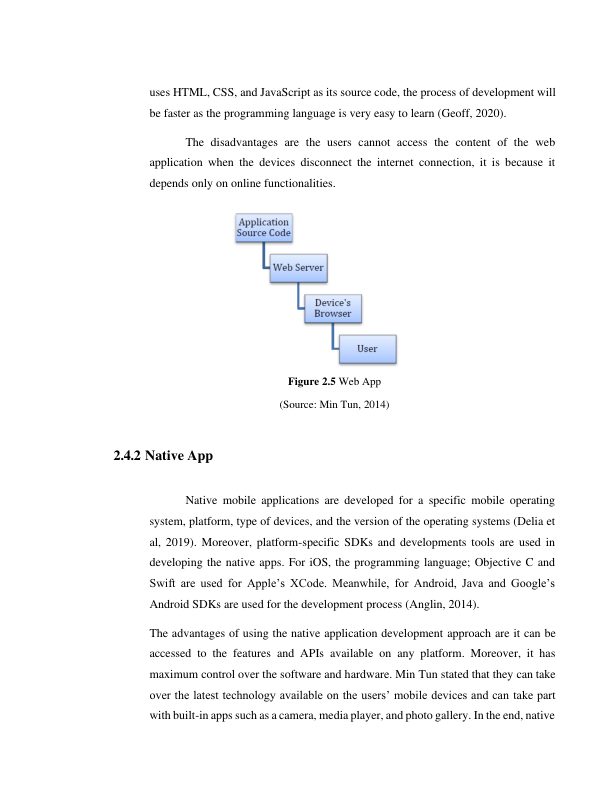 uses HTML, CSS, and JavaScript as its source code, the process of development will
be faster as the programming language is very easy to learn (Geoff, 2020).
The disadvantages are the users cannot access the content of the web
application when the devices disconnect the internet connection, it is because it
depends only on online functionalities.
Application
Source Code
Web Server
Device's
Browser
User
Figure 2.5 Web App
(Source: Min Tun, 2014)
2.4.2 Native App
Native mobile applications are developed for a specific mobile operating
system, platform, type of devices, and the version of the operating systems (Delia et
al, 2019). Moreover, platform-specific SDKs and developments tools are used in
developing the native apps. For iOS, the programming language; Objective C and
Swift are used for Apple’s XCode. Meanwhile, for Android, Java and Google’s
Android SDKs are used for the development process (Anglin, 2014).
The advantages of using the native application development approach are it can be
accessed to the features and APIs available on any platform. Moreover, it has
maximum control over the software and hardware. Min Tun stated that they can take
over the latest technology available on the users’ mobile devices and can take part
with built-in apps such as a camera, media player, and photo gallery. In the end, native